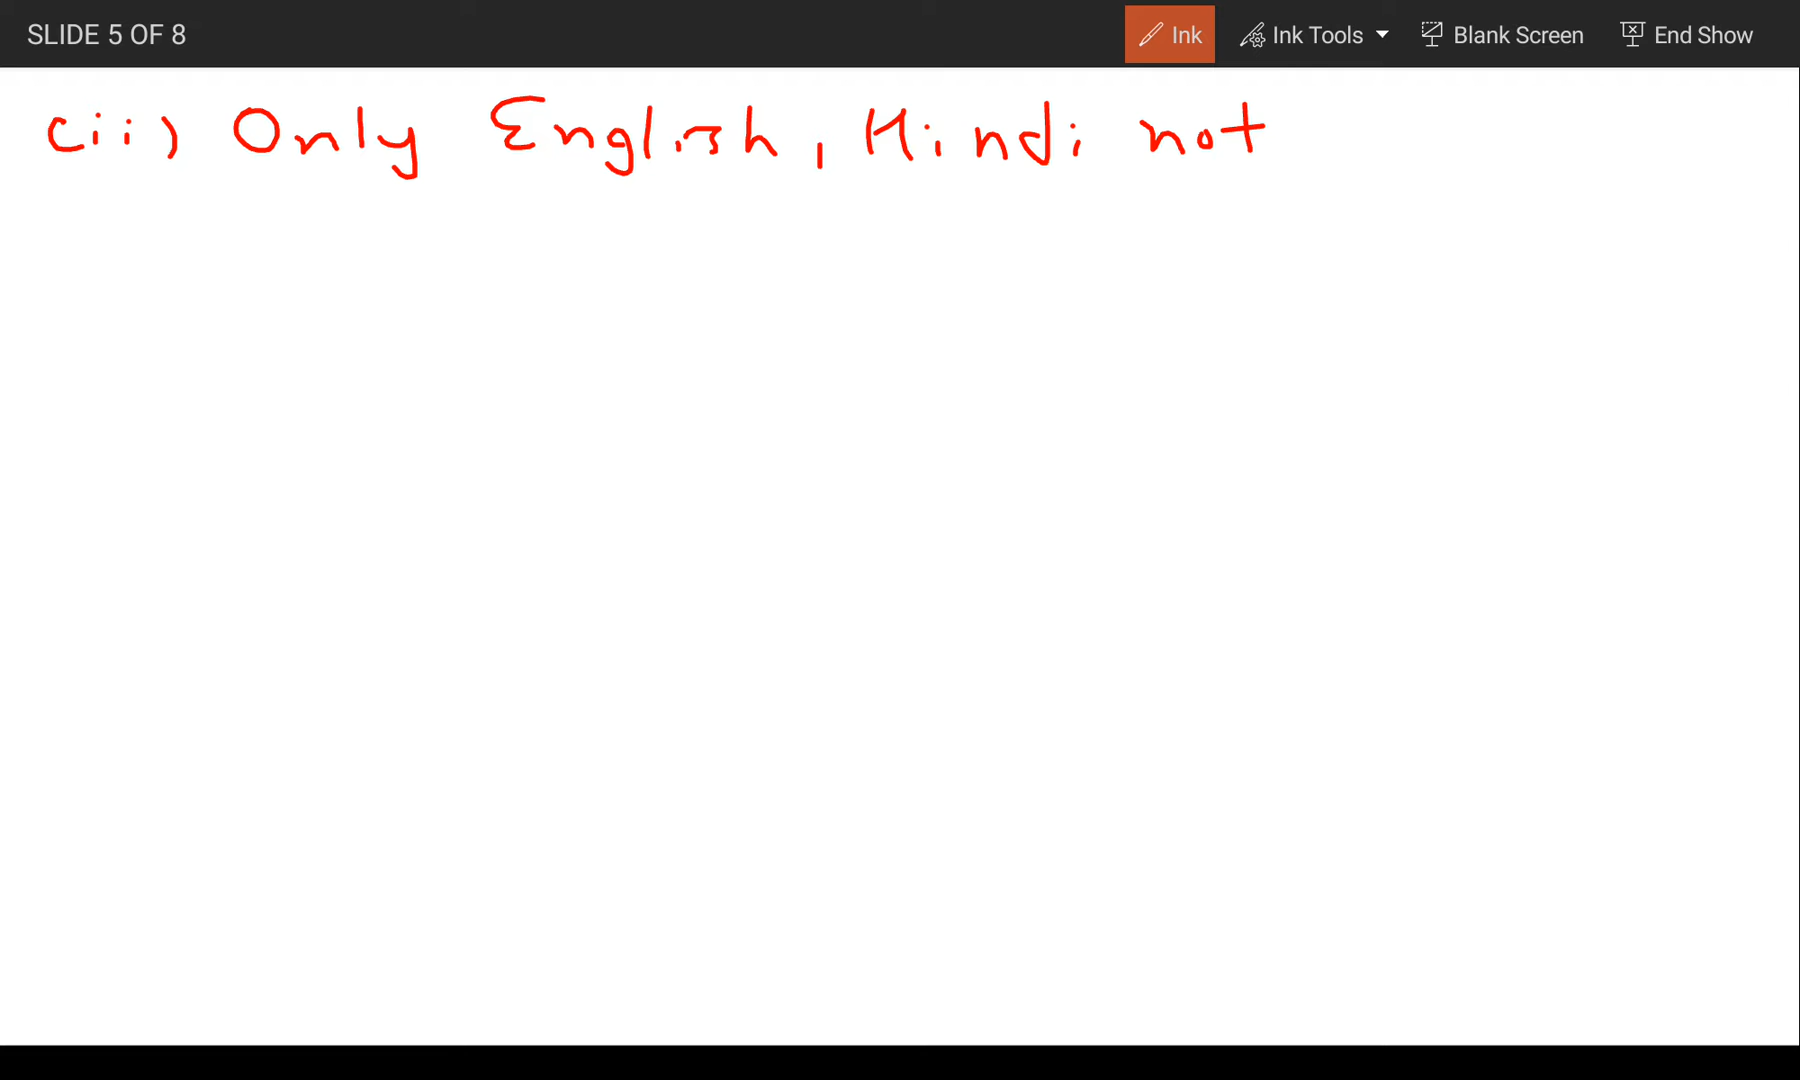 SLIDE 5 OF 8 Ink Ink Tools Blank Screen End Show
(ii) Only English, Hindi not